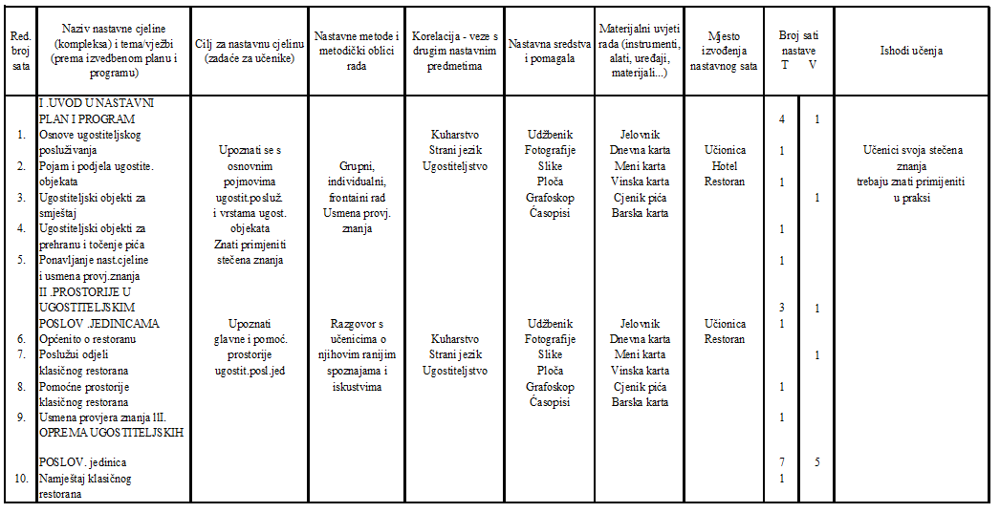 Red. broj sata
Naziv nastavne cjeline (kompleksa) i tema/vježbi (prema izvedbenom planu i programu)
Cilj za nastavnu cjelinu (zadaće za učenike)
Nastavne metode i metodički oblici rada
Korelacija - veze s drugim nastavnim predmetima
Nastavna sredstva i pomagala
Materijalni uvjeti rada (instrumenti, alati, uređaji, materijali...)
Mjesto izvođenja nastavnog sata
Broj sati nastave
T V
Ishodi učenja
I .UVOD U NASTAVNI
PLAN I PROGRAM 4 1
1. Osnove ugostiteljskog Kuharstvo Udžbenik Jelovnik
posluživanja Upoznati se s Strani jezik Fotografije Dnevna karta Učionica 1 Učenici svoja stečena
2. Pojam i podjela ugostite. osnovnim Grupni, Ugostiteljstvo Slike Meni karta Hotel znanja
objekata pojmovima individualni, Ploča Vinska karta Restoran 1 trebaju znati primijeniti
3. Ugostiteljski objekti za ugostit.posluž. frontaini rad Grafoskop Cjenik pića 1 u praksi
smještaj i vrstama ugost. Usmena provj. Časopisi Barska karta
4. Ugostiteljski objekti za objekata znanja 1
prehranu i točenje pića Znati primjeniti
5. Ponavljanje nast.cjeline stečena znanja 1
i usmena provj.znanja
II .PROSTORIJE U
UGOSTITELJSKIM 3 1
POSLOV .JEDINICAMA Upoznati Razgovor s Udžbenik Jelovnik Učionica 1
6. Općenito o restoranu glavne i pomoć. učenicima o Kuharstvo Fotografije Dnevna karta Restoran
7. Poslužui odjeli prostorije njihovim ranijim Strani jezik Slike Meni karta 1
klasičnog restorana ugostit.posl.jed spoznajama i Ugostiteljstvo Ploča Vinska karta
8. Pomoćne prostorije iskustvima Grafoskop Cjenik pića 1
klasičnog restorana Časopisi Barska karta
9. Usmena provjera znanja 1lI. 1
OPREMA UGOSTITELJSKIH
POSLOV. jedinica 7 5
10. Namještaj klasičnog 1
restorana